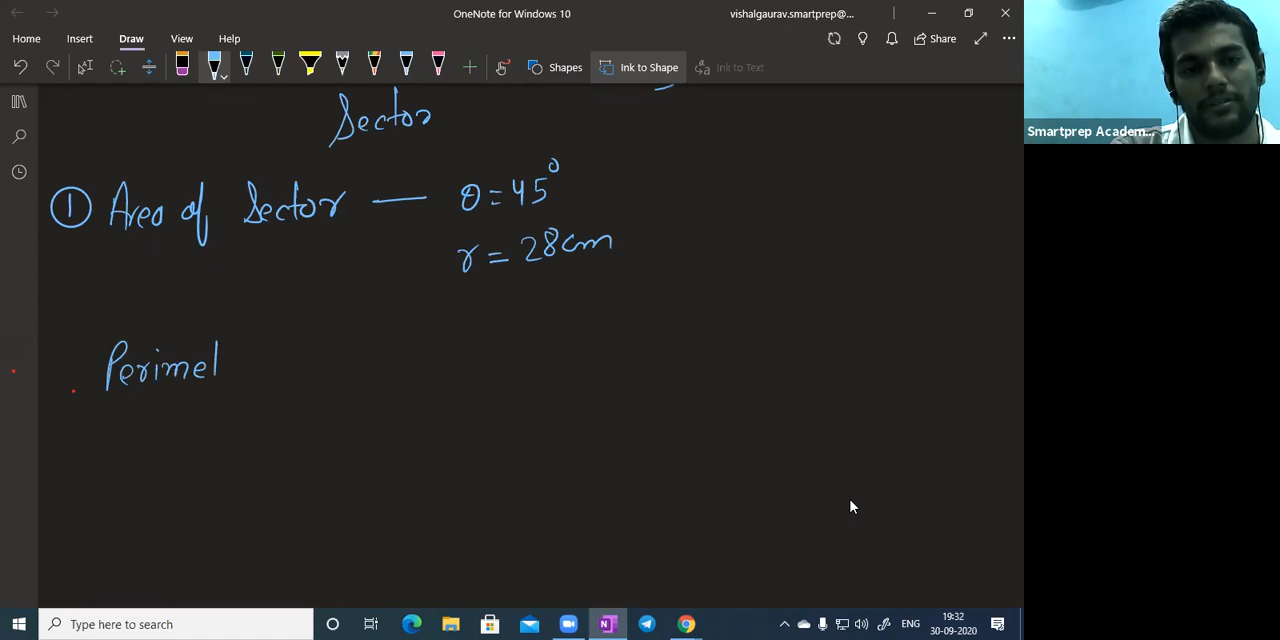 OneNote for Windows 10
vishalgaurav.smartprep@...
Home Insert Draw View Help
Share
Shapes
Ink to Shape
Ink to Text
Smartprep Academ...
Sector
① Area of Sector — θ = 45°
r = 28cm
Perimel
Type here to search
ENG
19:32
30-09-2020